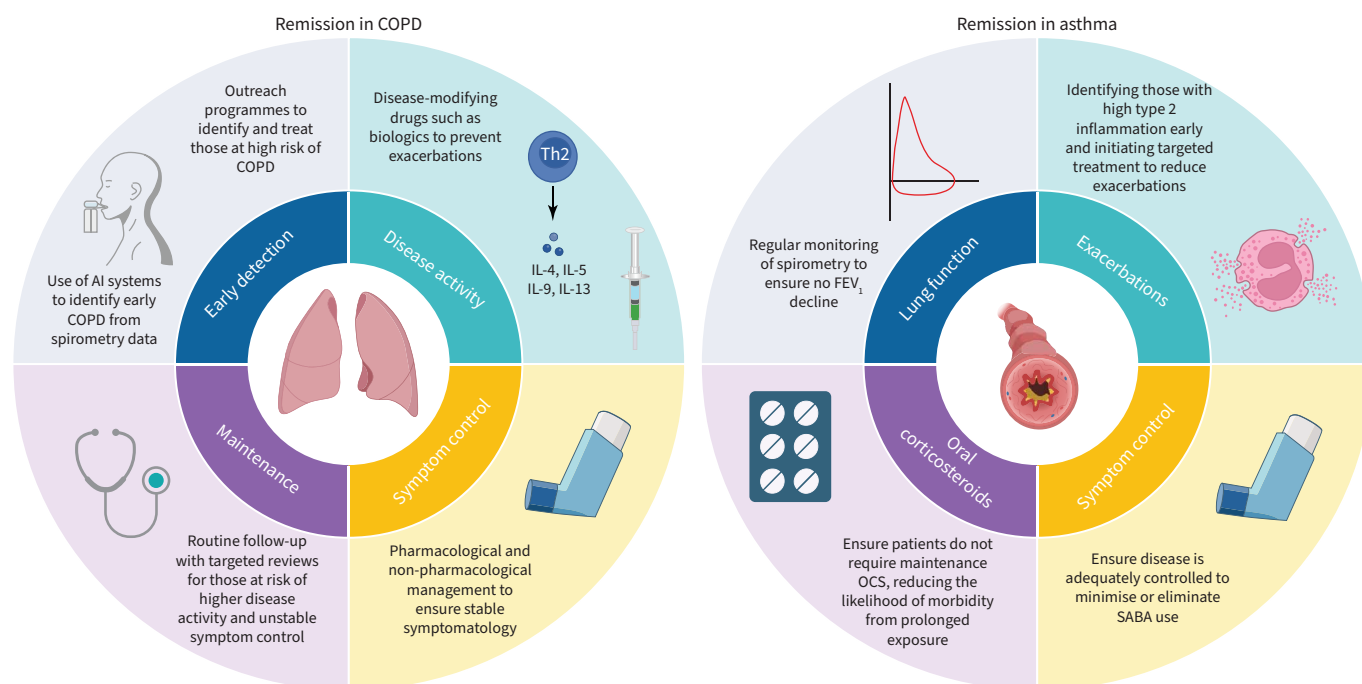 Remission in COPD
Outreach
programmes to
identify and treat
those at high risk of
COPD
Disease-modifying
drugs such as
biologics to prevent
exacerbations
Th2
IL-4, IL-5
IL-9, IL-13
Use of AI systems
to identify early
COPD from
spirometry data
Early detection
Disease activity
Maintenance
Symptom control
Routine follow-up
with targeted reviews
for those at risk of
higher disease
activity and unstable
symptom control
Pharmacological and
non-pharmacological
management to
ensure stable
symptomatology
Remission in asthma
Identifying those with
high type 2
inflammation early
and initiating targeted
treatment to reduce
exacerbations
Regular monitoring
of spirometry to
ensure no FEV₁
decline
Lung function
Exacerbations
Oral
corticosteroids
Symptom control
Ensure patients do not
require maintenance
OCS, reducing the
likelihood of morbidity
from prolonged
exposure
Ensure disease is
adequately controlled to
minimise or eliminate
SABA use